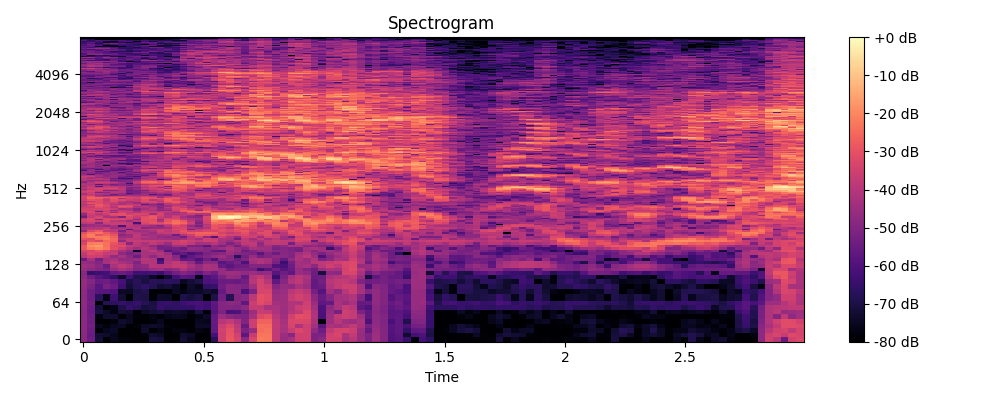 Spectrogram
+0 dB
4096
-10 dB
2048
-20 dB
1024
-30 dB
Hz
512
-40 dB
256
-50 dB
128
-60 dB
64
-70 dB
0
-80 dB
0 0.5 1 1.5 2 2.5
Time